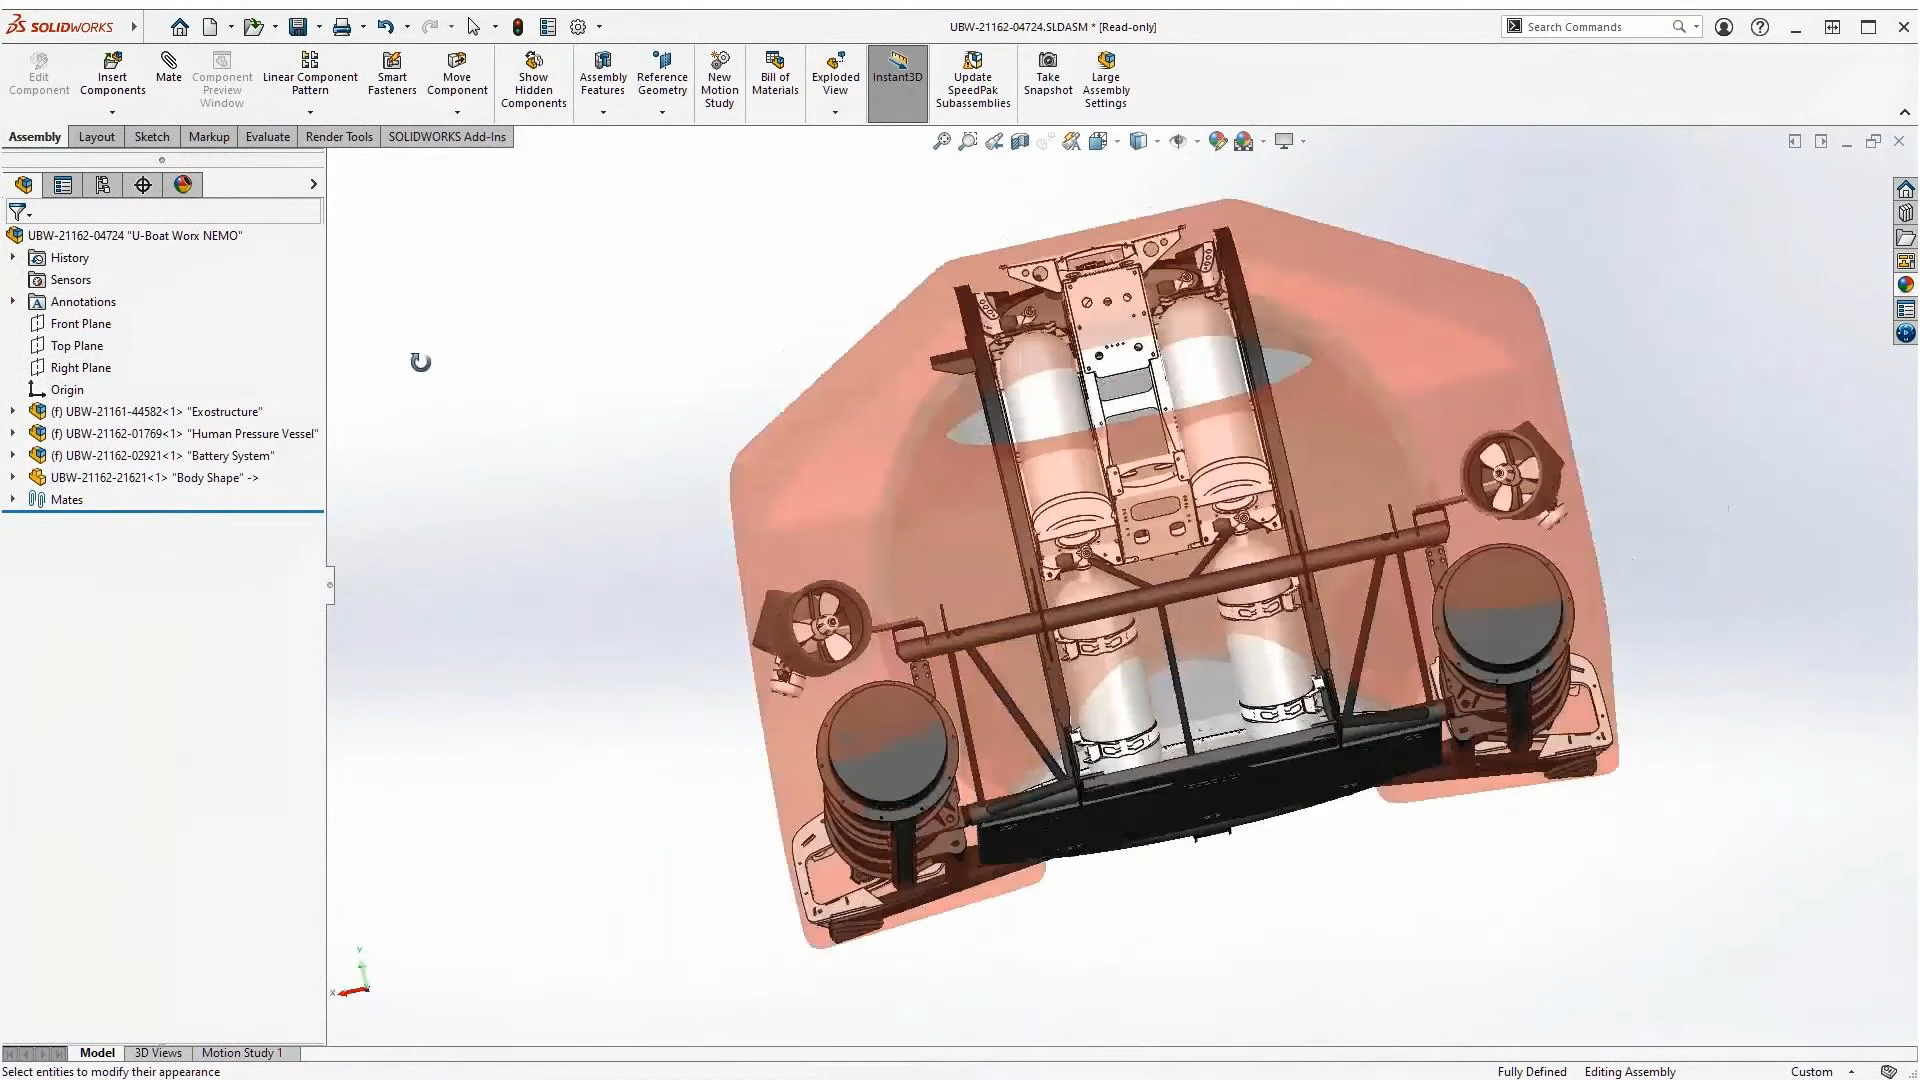 SOLIDWORKS
UBW-21162-04724.SLDASM * [Read-only]
Search Commands
Edit Component
Insert Components
Mate
Component Preview Window
Linear Component Pattern
Smart Fasteners
Move Component
Show Hidden Components
Assembly Features
Reference Geometry
New Motion Study
Bill of Materials
Exploded View
Instant3D
Update SpeedPak Subassemblies
Take Snapshot
Large Assembly Settings
Assembly
Layout
Sketch
Markup
Evaluate
Render Tools
SOLIDWORKS Add-Ins
UBW-21162-04724 "U-Boat Worx NEMO"
History
Sensors
Annotations
Front Plane
Top Plane
Right Plane
Origin
(f) UBW-21161-44582<1> "Exostructure"
(f) UBW-21162-01769<1> "Human Pressure Vessel"
(f) UBW-21162-02921<1> "Battery System"
UBW-21162-21621<1> "Body Shape" ->
Mates
Y
X
Model
3D Views
Motion Study 1
Select entities to modify their appearance
Fully Defined
Editing Assembly
Custom